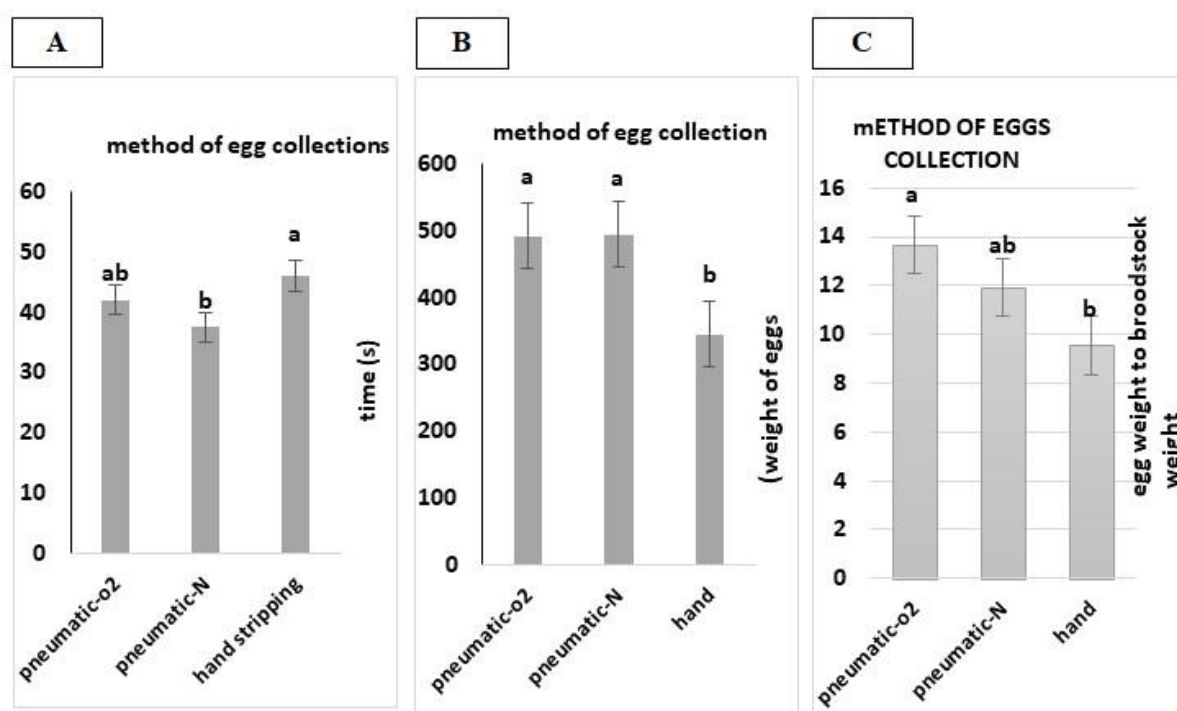 A
B
C
method of egg collections
60
50
40
30
20
10
0
ab
b
a
time (s)
pneumatic-o2
pneumatic-N
hand stripping
method of egg collection
600
500
400
300
200
100
0
a
a
b
(weight of eggs
pneumatic-o2
pneumatic-N
hand
mETHOD OF EGGS
COLLECTION
16
14
12
10
8
6
4
2
0
a
ab
b
egg weight to broodstock
weight
pneumatic-o2
pneumatic-N
hand